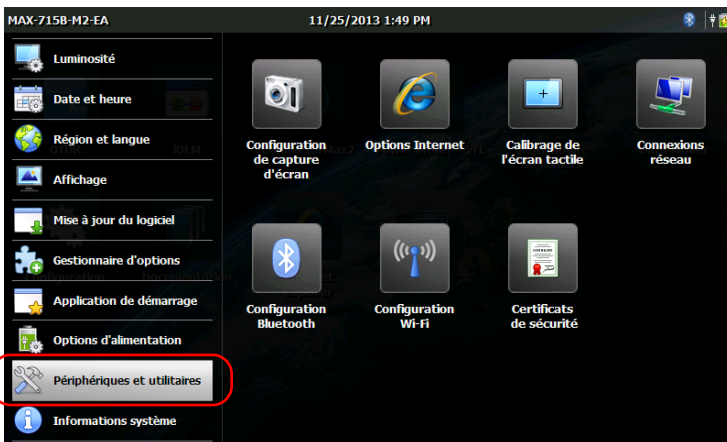 MAX-715B-M2-EA
11/25/2013 1:49 PM
Luminosité
Date et heure
Région et langue
Affichage
Mise à jour du logiciel
Gestionnaire d'options
Application de démarrage
Options d'alimentation
Périphériques et utilitaires
Informations système
Configuration
de capture
d'écran
Options Internet
Calibrage de
l'écran tactile
Connexions
réseau
Configuration
Bluetooth
Configuration
Wi-Fi
Certificats
de sécurité